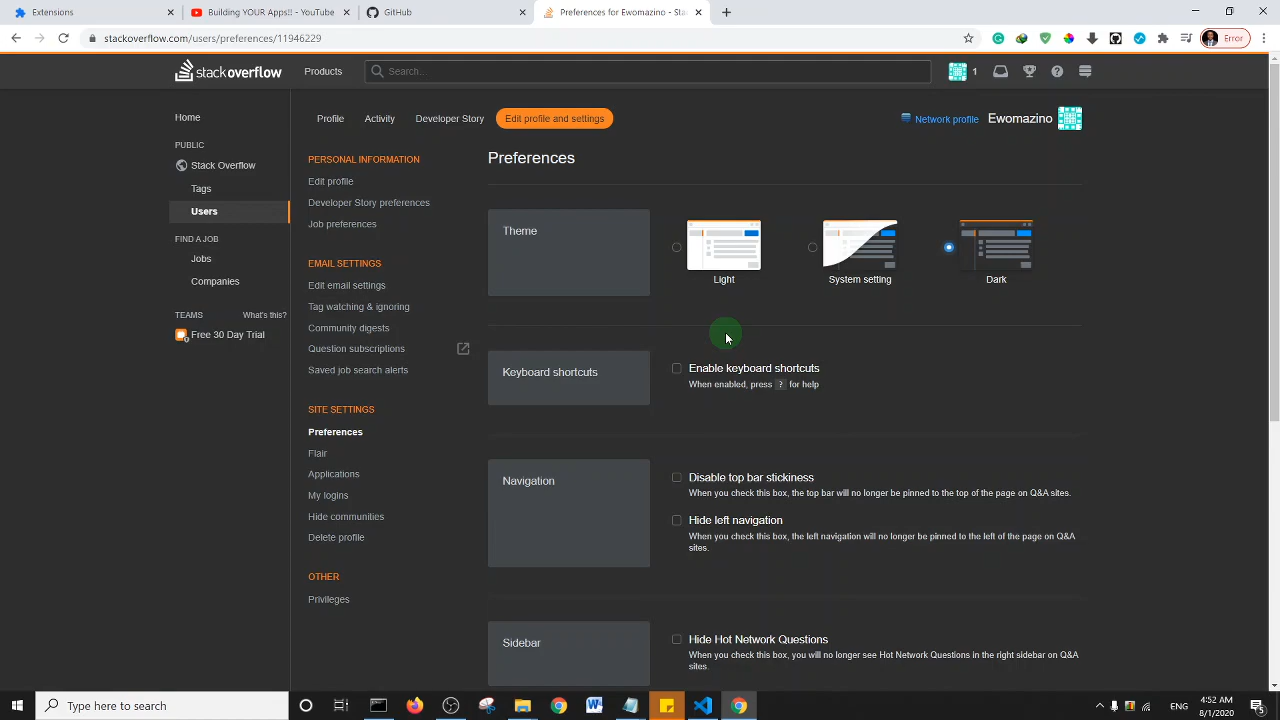 Extensions
Building YOUR Apps!! - YouTube
GitHub
Preferences for Ewomazino - Sta
stackoverflow.com/users/preferences/11946229
Error
stackoverflow
Products
Search...
1
Home
PUBLIC
Stack Overflow
Tags
Users
FIND A JOB
Jobs
Companies
TEAMS
What's this?
Free 30 Day Trial
Profile
Activity
Developer Story
Edit profile and settings
Network profile
Ewomazino
PERSONAL INFORMATION
Edit profile
Developer Story preferences
Job preferences
EMAIL SETTINGS
Edit email settings
Tag watching & ignoring
Community digests
Question subscriptions
Saved job search alerts
SITE SETTINGS
Preferences
Flair
Applications
My logins
Hide communities
Delete profile
OTHER
Privileges
Preferences
Theme
Light
System setting
Dark
Keyboard shortcuts
Enable keyboard shortcuts
When enabled, press ? for help
Navigation
Disable top bar stickiness
When you check this box, the top bar will no longer be pinned to the top of the page on Q&A sites.
Hide left navigation
When you check this box, the left navigation will no longer be pinned to the left of the page on Q&A
sites.
Sidebar
Hide Hot Network Questions
When you check this box, you will no longer see Hot Network Questions in the right sidebar on Q&A
sites.
Type here to search
ENG
4:52 AM
8/1/2020
5